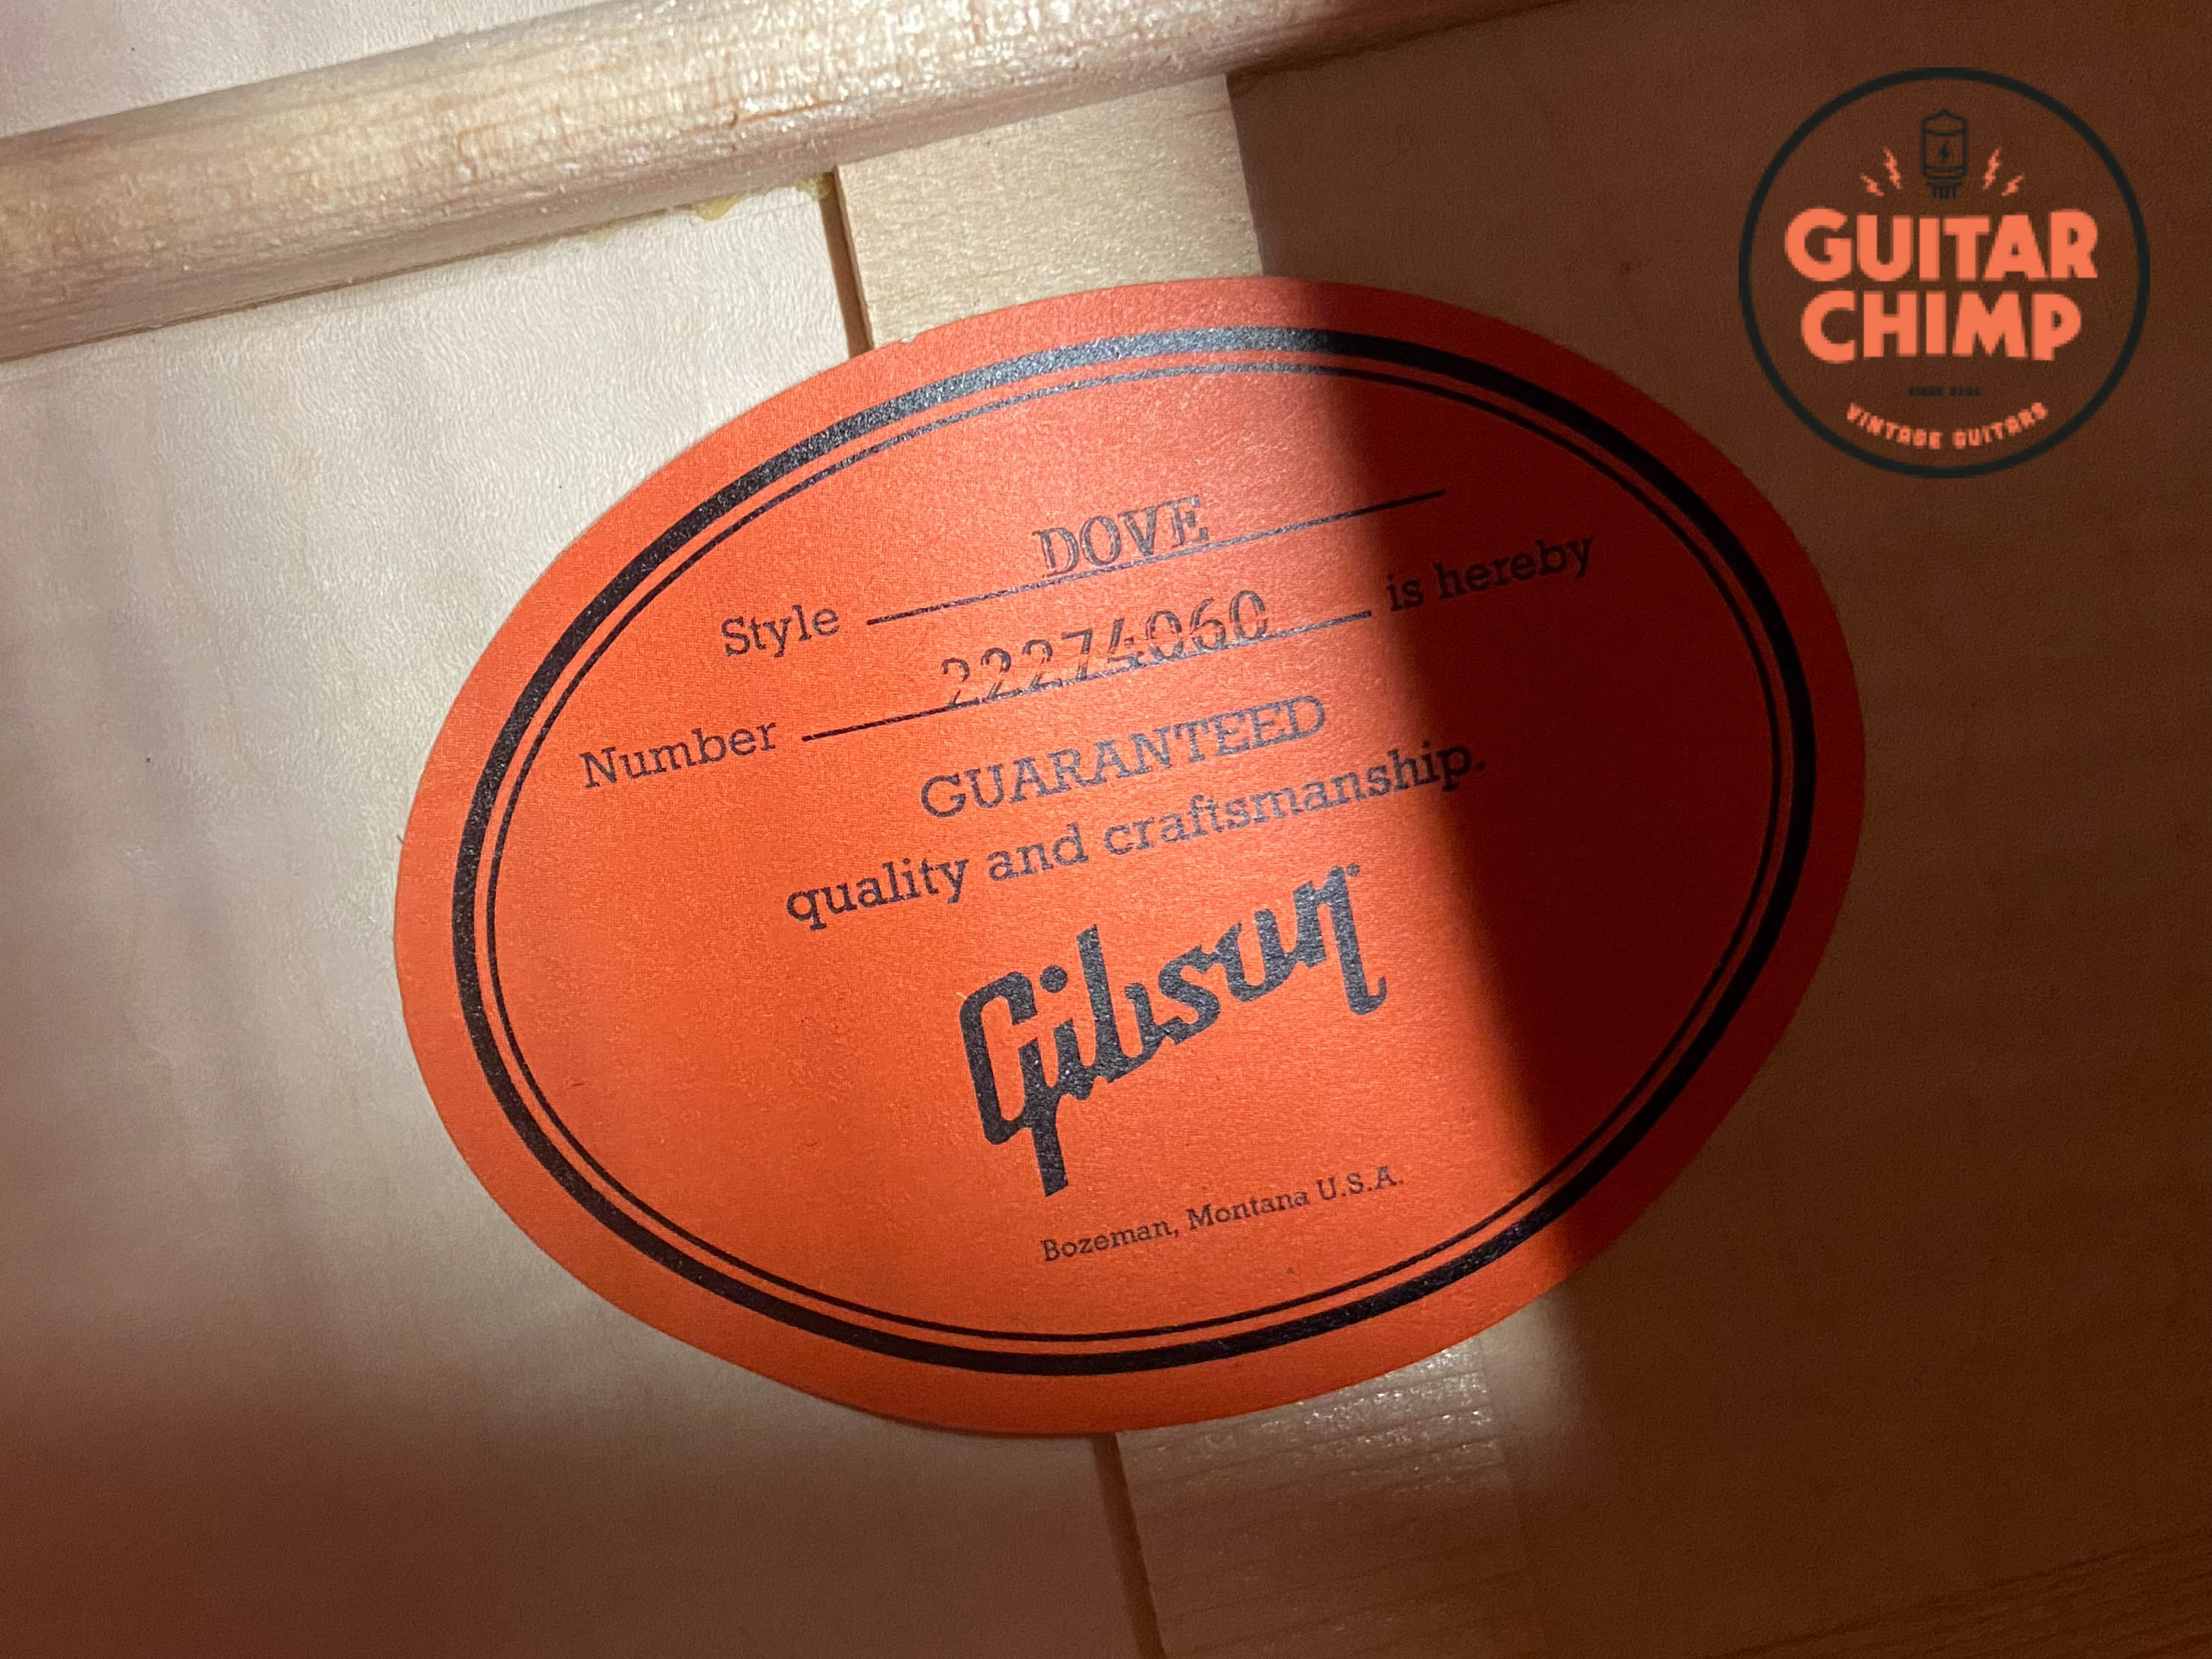 GUITAR
CHIMP
VINTAGE GUITARS
Style DOVE
Number 22274060 is hereby
GUARANTEED
quality and craftsmanship.
Gibson
Bozeman, Montana U.S.A.